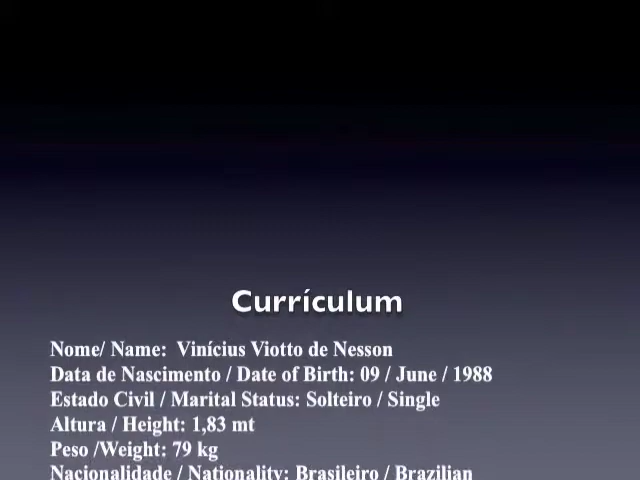 Currículum
Nome/ Name: Vinícius Viotto de Nesson
Data de Nascimento / Date of Birth: 09 / June / 1988
Estado Civil / Marital Status: Solteiro / Single
Altura / Height: 1,83 mt
Peso /Weight: 79 kg
Nacionalidade / Nationality: Brasileiro / Brazilian